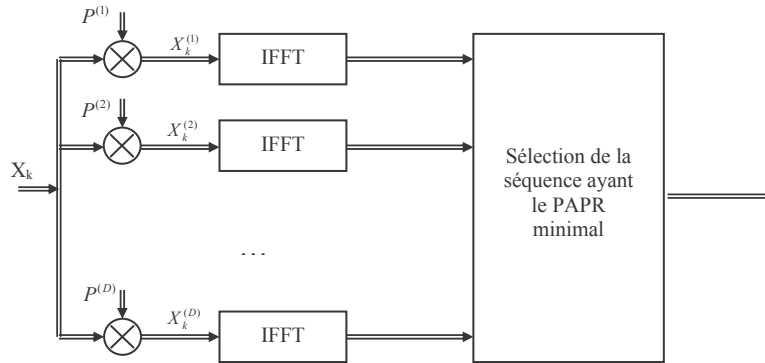 P^(1)
X_k^(1)
IFFT
P^(2)
X_k^(2)
IFFT
X_k
Sélection de la
séquence ayant
le PAPR
minimal
...
P^(D)
X_k^(D)
IFFT